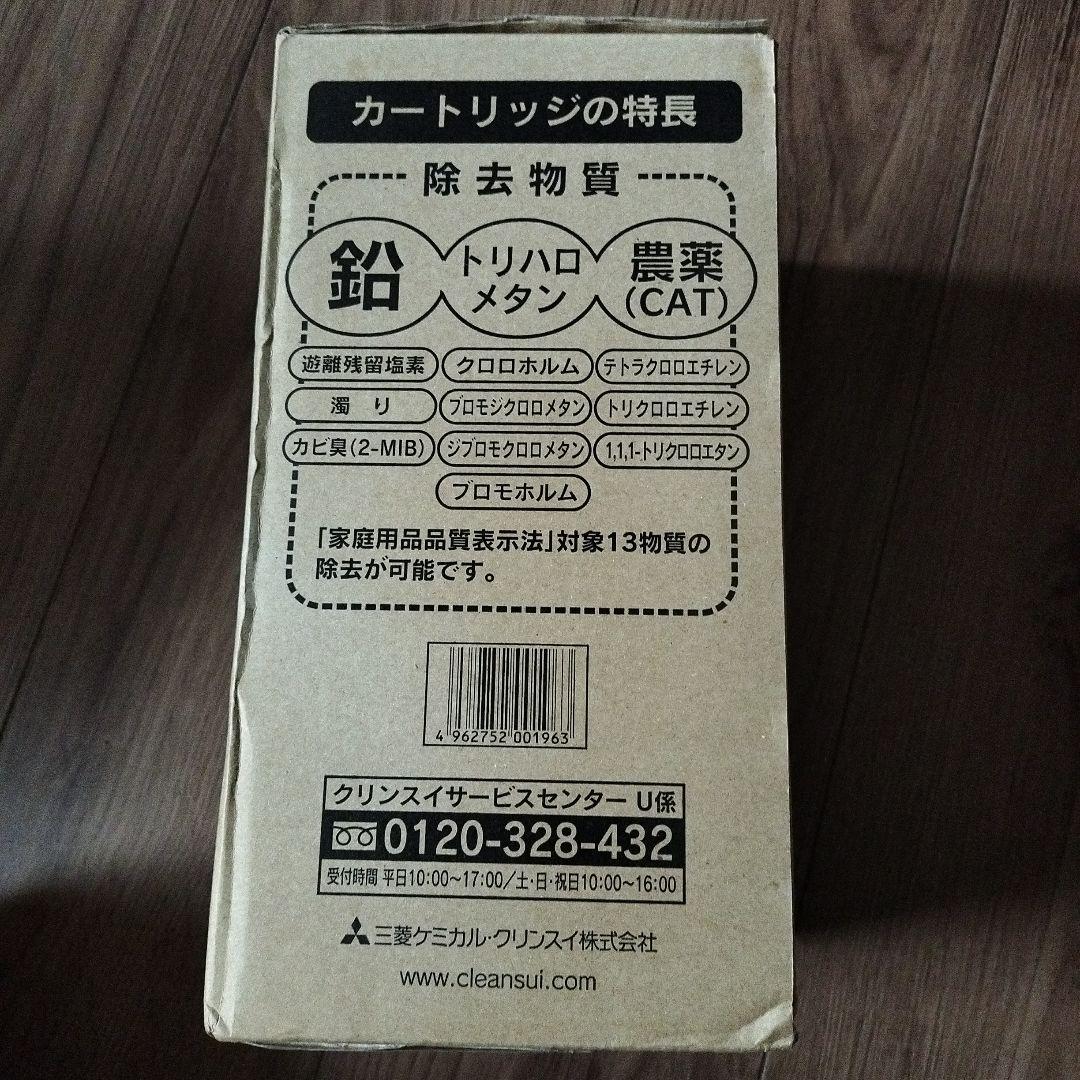 カートリッジの特長
除去物質
鉛
トリハロ
メタン
農薬
(CAT)
遊離残留塩素
クロロホルム
テトラクロロエチレン
濁り
ブロモジクロロメタン
トリクロロエチレン
カビ臭(2-MIB)
ジブロモクロロメタン
1,1,1-トリクロロエタン
ブロモホルム
「家庭用品品質表示法」対象13物質の
除去が可能です。
4 962752 001963
クリンスイサービスセンター U係
0120-328-432
受付時間 平日10:00〜17:00/土・日・祝日10:00〜16:00
三菱ケミカル・クリンスイ株式会社
www.cleansui.com